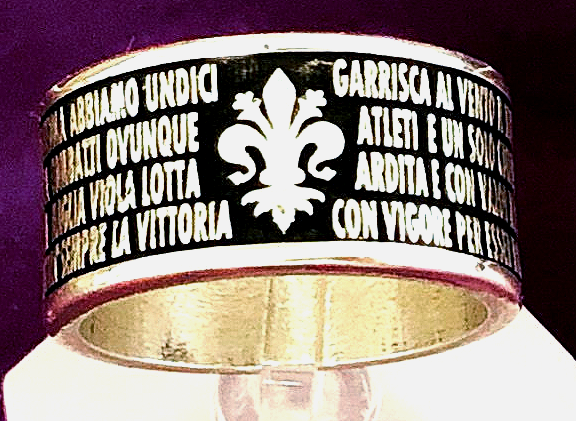 ABBIAMO UNDICI
OVUNQUE
VIOLA LOTTA
SEMPRE LA VITTORIA
GARRISCA AL VENTO
ATLETI E UN SOLO
ARDITA E CON
CON VIGORE PER